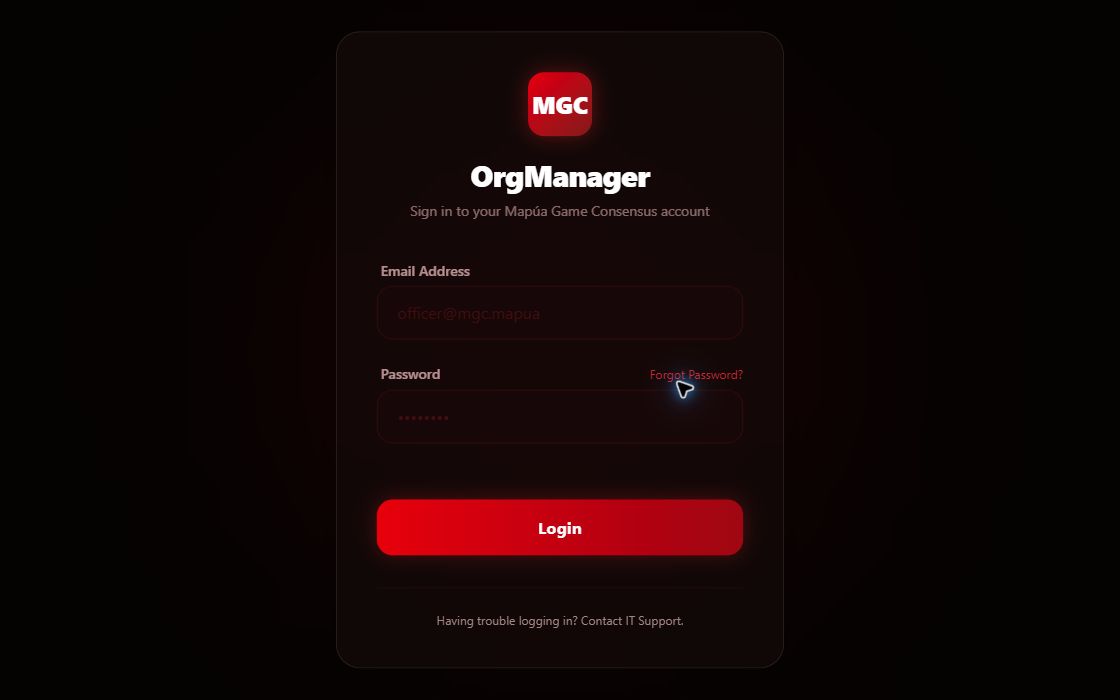 MGC
OrgManager
Sign in to your Mapúa Game Consensus account
Email Address
officer@mgc.mapua
Password
Forgot Password?
••••••••
Login
Having trouble logging in? Contact IT Support.